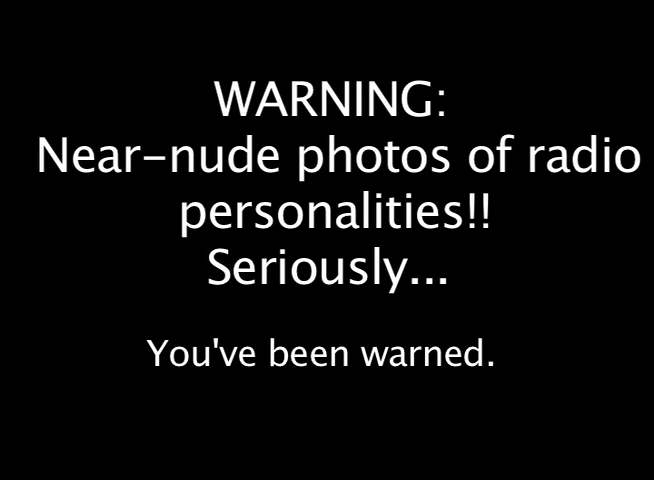 WARNING:
Near-nude photos of radio
personalities!!
Seriously...
You've been warned.